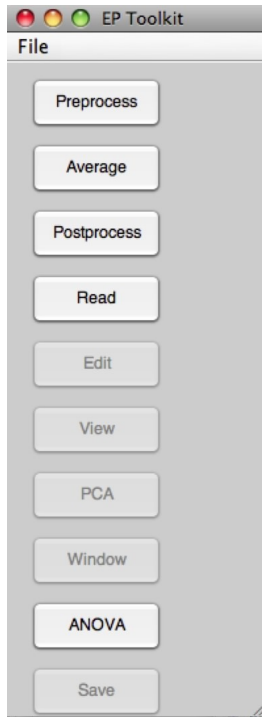 EP Toolkit
File
Preprocess
Average
Postprocess
Read
Edit
View
PCA
Window
ANOVA
Save